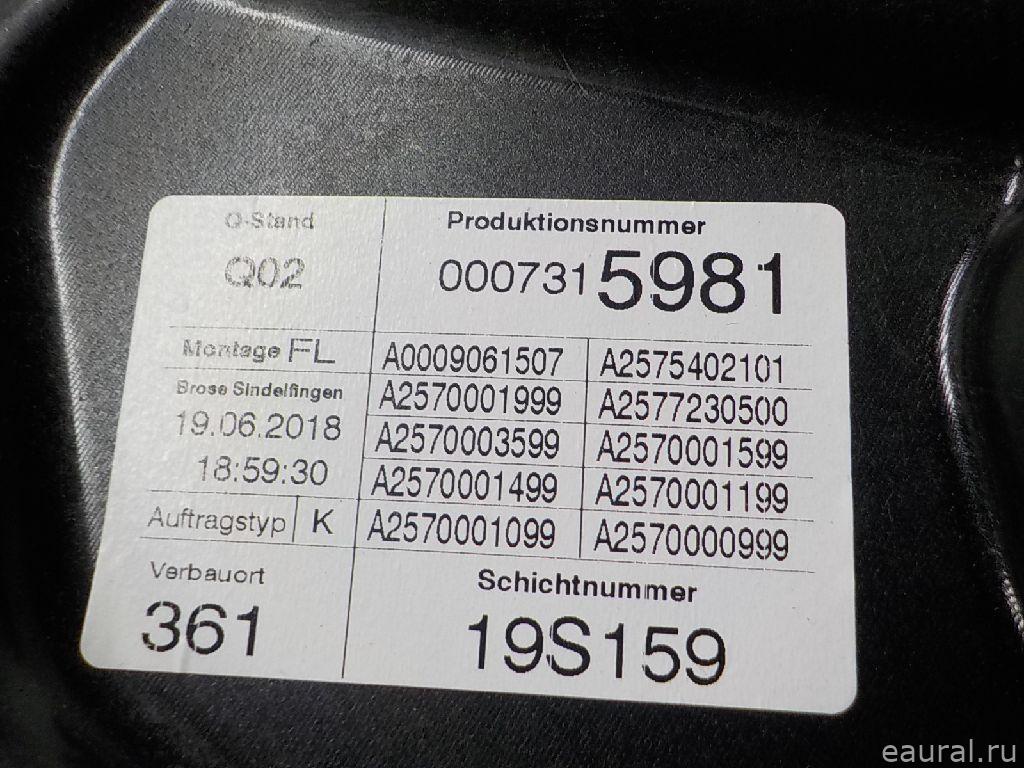 Q-Stand
Q02
Produktionsnummer
0007315981
Montage FL
Brose Sindelfingen
19.06.2018
18:59:30
Auftragstyp K
A0009061507 A2575402101
A2570001999 A2577230500
A2570003599 A2570001599
A2570001499 A2570001199
A2570001099 A2570000999
Verbauort
361
Schichtnummer
19S159
eaural.ru